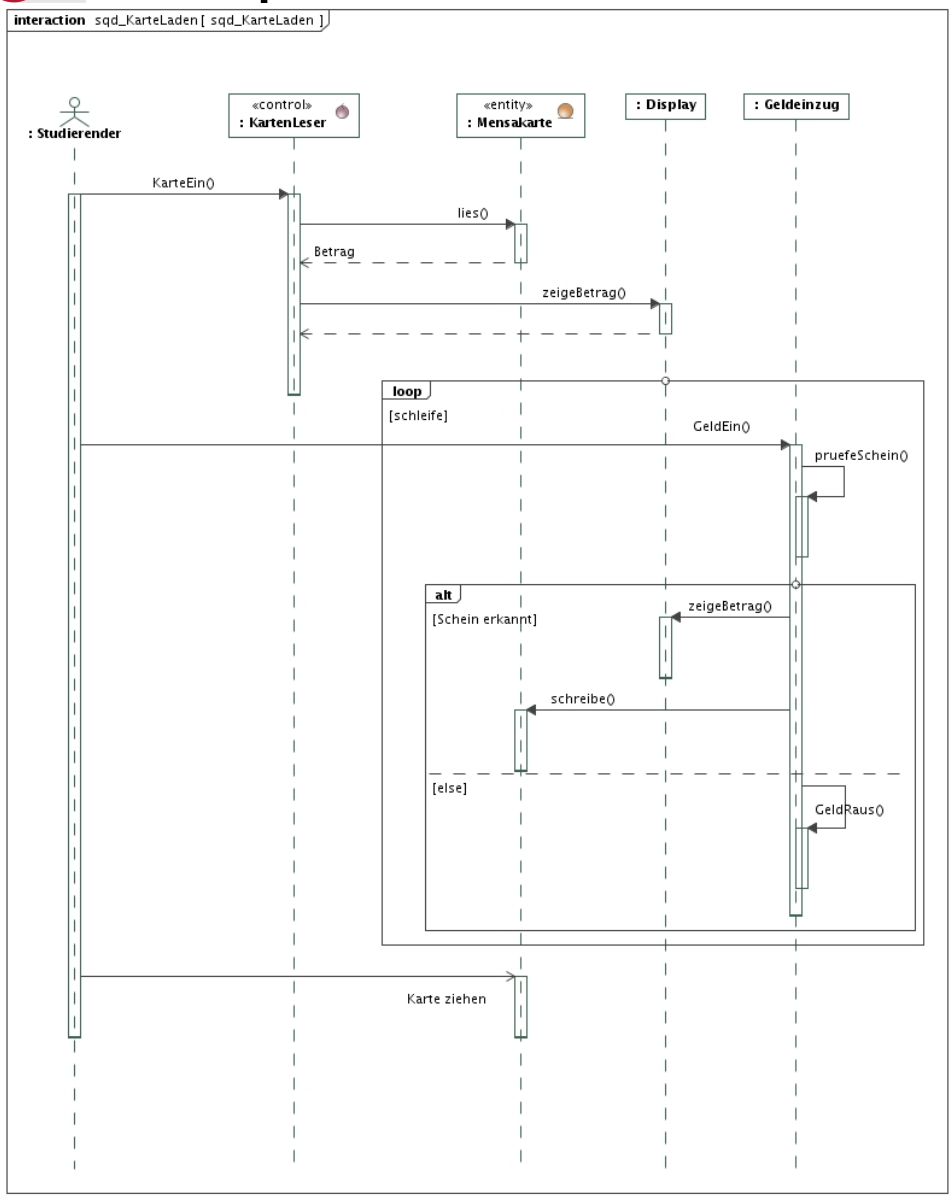 interaction sqd_KarteLaden [ sqd_KarteLaden ]
: Studierender
«control»
: KartenLeser
«entity»
: Mensakarte
: Display
: Geldeinzug
KarteEin()
lies()
Betrag
zeigeBetrag()
loop
[schleife]
GeldEin()
pruefeSchein()
alt
[Schein erkannt]
zeigeBetrag()
schreibe()
[else]
GeldRaus()
Karte ziehen